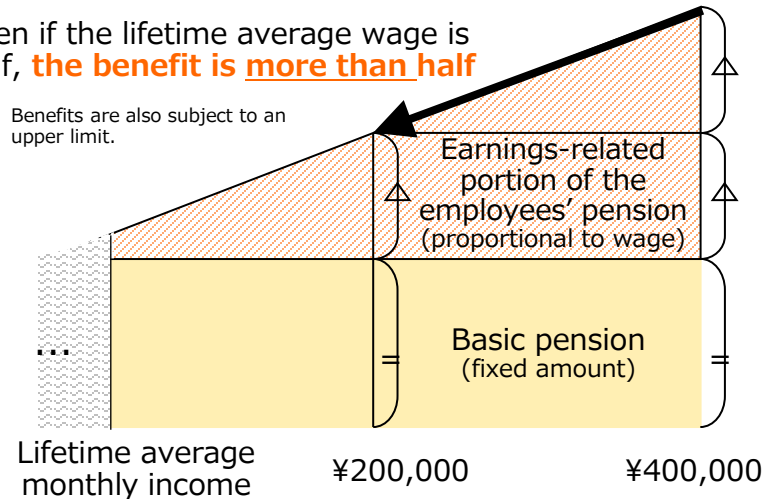 en if the lifetime average wage is
f, the benefit is more than half
Benefits are also subject to an
upper limit.
Earnings-related
portion of the
employees’ pension
(proportional to wage)
Basic pension
(fixed amount)
...
=
=
Lifetime average
monthly income
¥200,000
¥400,000